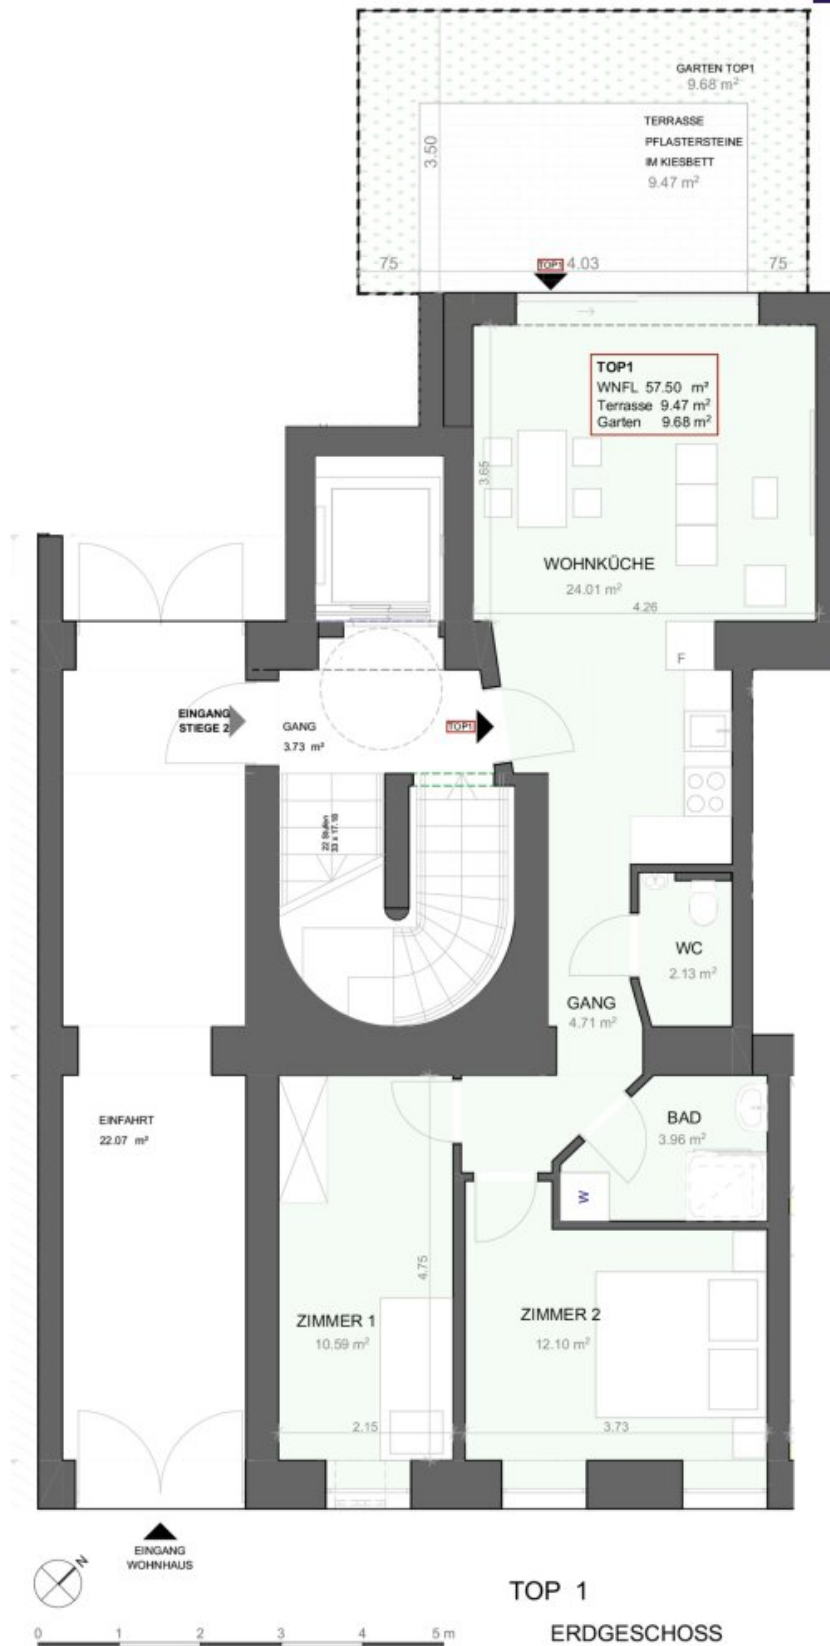 GARTEN TOP1
9.68 m²
TERRASSE
PFLASTERSTEINE
IM KIESBETT
9.47 m²
3.50
75
TOP1
4.03
75
TOP1
WNFL 57.50 m²
Terrasse 9.47 m²
Garten 9.68 m²
3.65
WOHNKÜCHE
24.01 m²
4.26
F
EINGANG
STIEGE 2
GANG
3.73 m²
TOP1
22 Stufen
WC
2.13 m²
GANG
4.71 m²
EINFAHRT
22.07 m²
BAD
3.96 m²
W
4.75
ZIMMER 1
10.59 m²
ZIMMER 2
12.10 m²
2.15
3.73
EINGANG
WOHNHAUS
N
TOP 1
0 1 2 3 4 5 m
ERDGESCHOSS